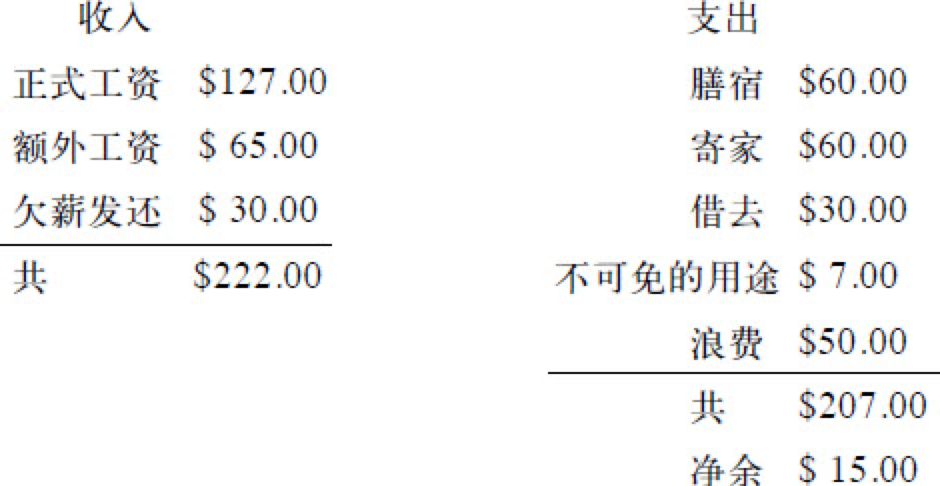 收入 支出
正式工资 $127.00 膳宿 $60.00
额外工资 $ 65.00 寄家 $60.00
欠薪发还 $ 30.00 借去 $30.00
共 $222.00 不可免的用途 $ 7.00
浪费 $50.00
共 $207.00
净余 $ 15.00